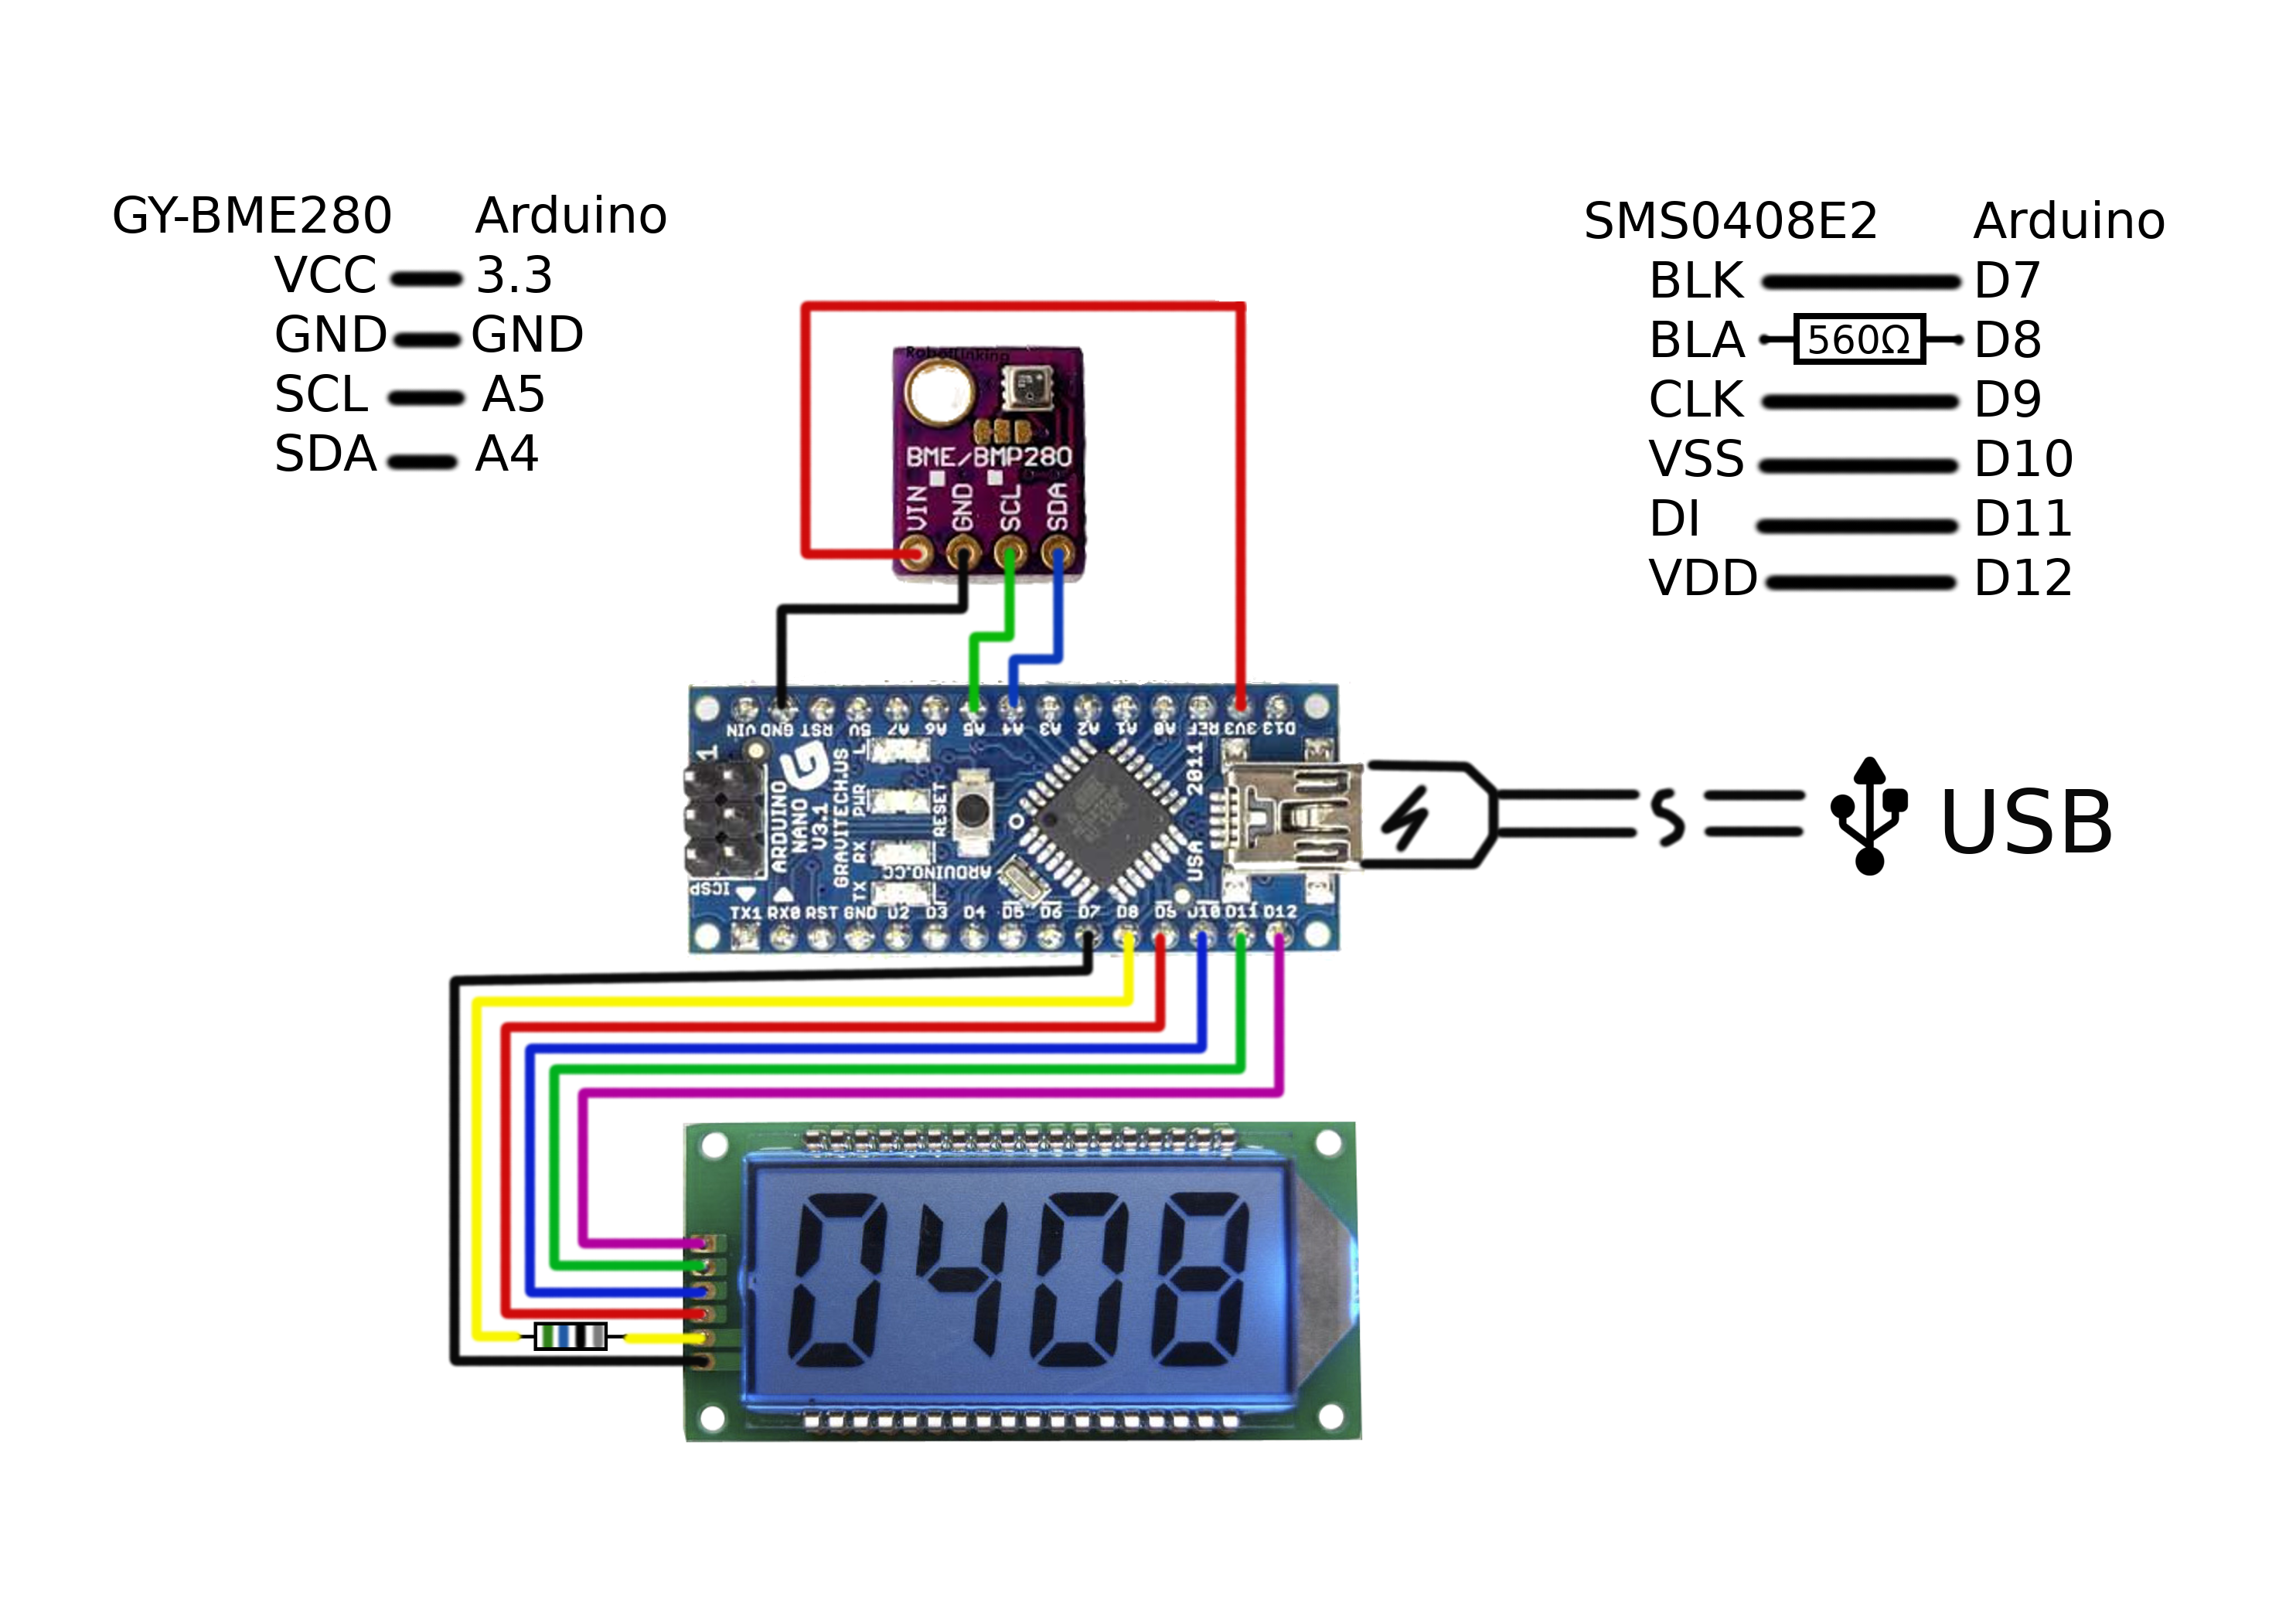 GY-BME280 Arduino
VCC 3.3
GND GND
SCL A5
SDA A4
SMS0408E2 Arduino
BLK D7
BLA 560Ω D8
CLK D9
VSS D10
DI D11
VDD D12
RobotLinking
BME/BMP280
VIN GND SCL SDA
VIN GND RST 5V A7 A6 A5 A4 A3 A2 A1 A0 REF 3V3 D13
1
ARDUINO
NANO
V3.1
GRAVITECH.US
L
PWR
RX
TX
RESET
ARDUINO.CC
2011
USA
ICSP
TX1 RX0 RST GND D2 D3 D4 D5 D6 D7 D8 D9 D10 D11 D12
USB
0408